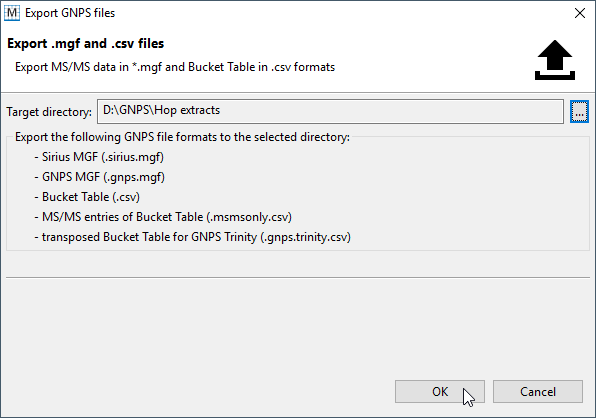 M Export GNPS files
Export .mgf and .csv files
Export MS/MS data in *.mgf and Bucket Table in .csv formats
Target directory: D:\GNPS\Hop extracts ...
Export the following GNPS file formats to the selected directory:
- Sirius MGF (.sirius.mgf)
- GNPS MGF (.gnps.mgf)
- Bucket Table (.csv)
- MS/MS entries of Bucket Table (.msmsonly.csv)
- transposed Bucket Table for GNPS Trinity (.gnps.trinity.csv)
OK Cancel